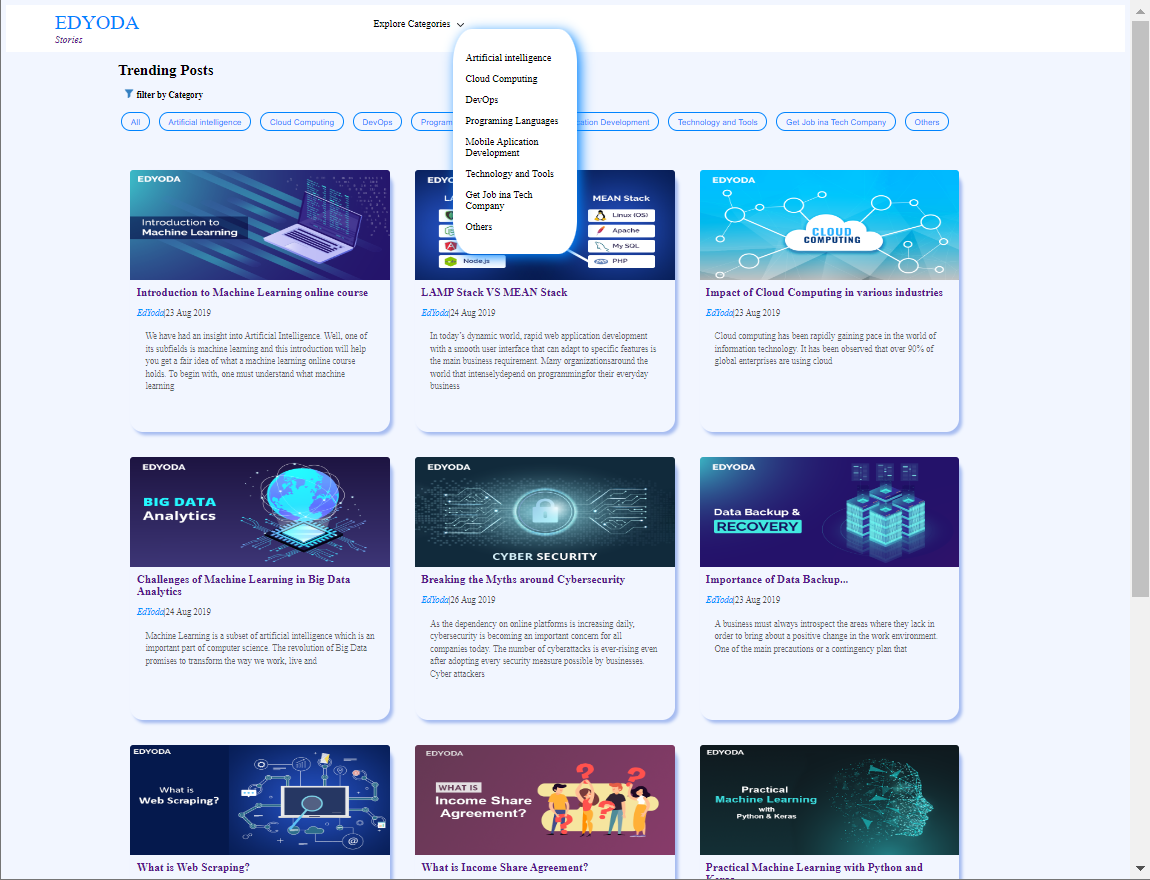 EDYODA
Stories
Explore Categories
Artificial intelligence
Cloud Computing
DevOps
Programing Languages
Mobile Aplication
Development
Technology and Tools
Get Job ina Tech
Company
Others
Trending Posts
filter by Category
All
Artificial intelligence
Cloud Computing
DevOps
Program
cation Development
Technology and Tools
Get Job ina Tech Company
Others
EDYODA
Introduction to
Machine Learning
Introduction to Machine Learning online course
EdYoda|23 Aug 2019
We have had an insight into Artificial Intelligence. Well, one of
its subfields is machine learning and this introduction will help
you get a fair idea of what a machine learning online course
holds. To begin with, one must understand what machine
learning
EDYO
LA
MEAN Stack
Linux (OS)
Apache
My SQL
PHP
Node.js
LAMP Stack VS MEAN Stack
EdYoda|24 Aug 2019
In today's dynamic world, rapid web application development
with a smooth user interface that can adapt to specific features is
the main business requirement. Many organizationsaround the
world that intenselydepend on programmingfor their everyday
business
EDYODA
CLOUD
COMPUTING
Impact of Cloud Computing in various industries
EdYoda|23 Aug 2019
Cloud computing has been rapidly gaining pace in the world of
information technology. It has been observed that over 90% of
global enterprises are using cloud
EDYODA
BIG DATA
Analytics
Challenges of Machine Learning in Big Data
Analytics
EdYoda|24 Aug 2019
Machine Learning is a subset of artificial intelligence which is an
important part of computer science. The revolution of Big Data
promises to transform the way we work, live and
EDYODA
CYBER SECURITY
Breaking the Myths around Cybersecurity
EdYoda|26 Aug 2019
As the dependency on online platforms is increasing daily,
cybersecurity is becoming an important concern for all
companies today. The number of cyberattacks is ever-rising even
after adopting every security measure possible by businesses.
Cyber attackers
EDYODA
Data Backup &
RECOVERY
Importance of Data Backup...
EdYoda|23 Aug 2019
A business must always introspect the areas where they lack in
order to bring about a positive change in the work environment.
One of the main precautions or a contingency plan that
EDYODA
What is
Web Scraping?
What is Web Scraping?
EDYODA
WHAT IS
Income Share
Agreement?
What is Income Share Agreement?
EDYODA
Practical
Machine Learning
with
Python & Keras
Practical Machine Learning with Python and
Keras